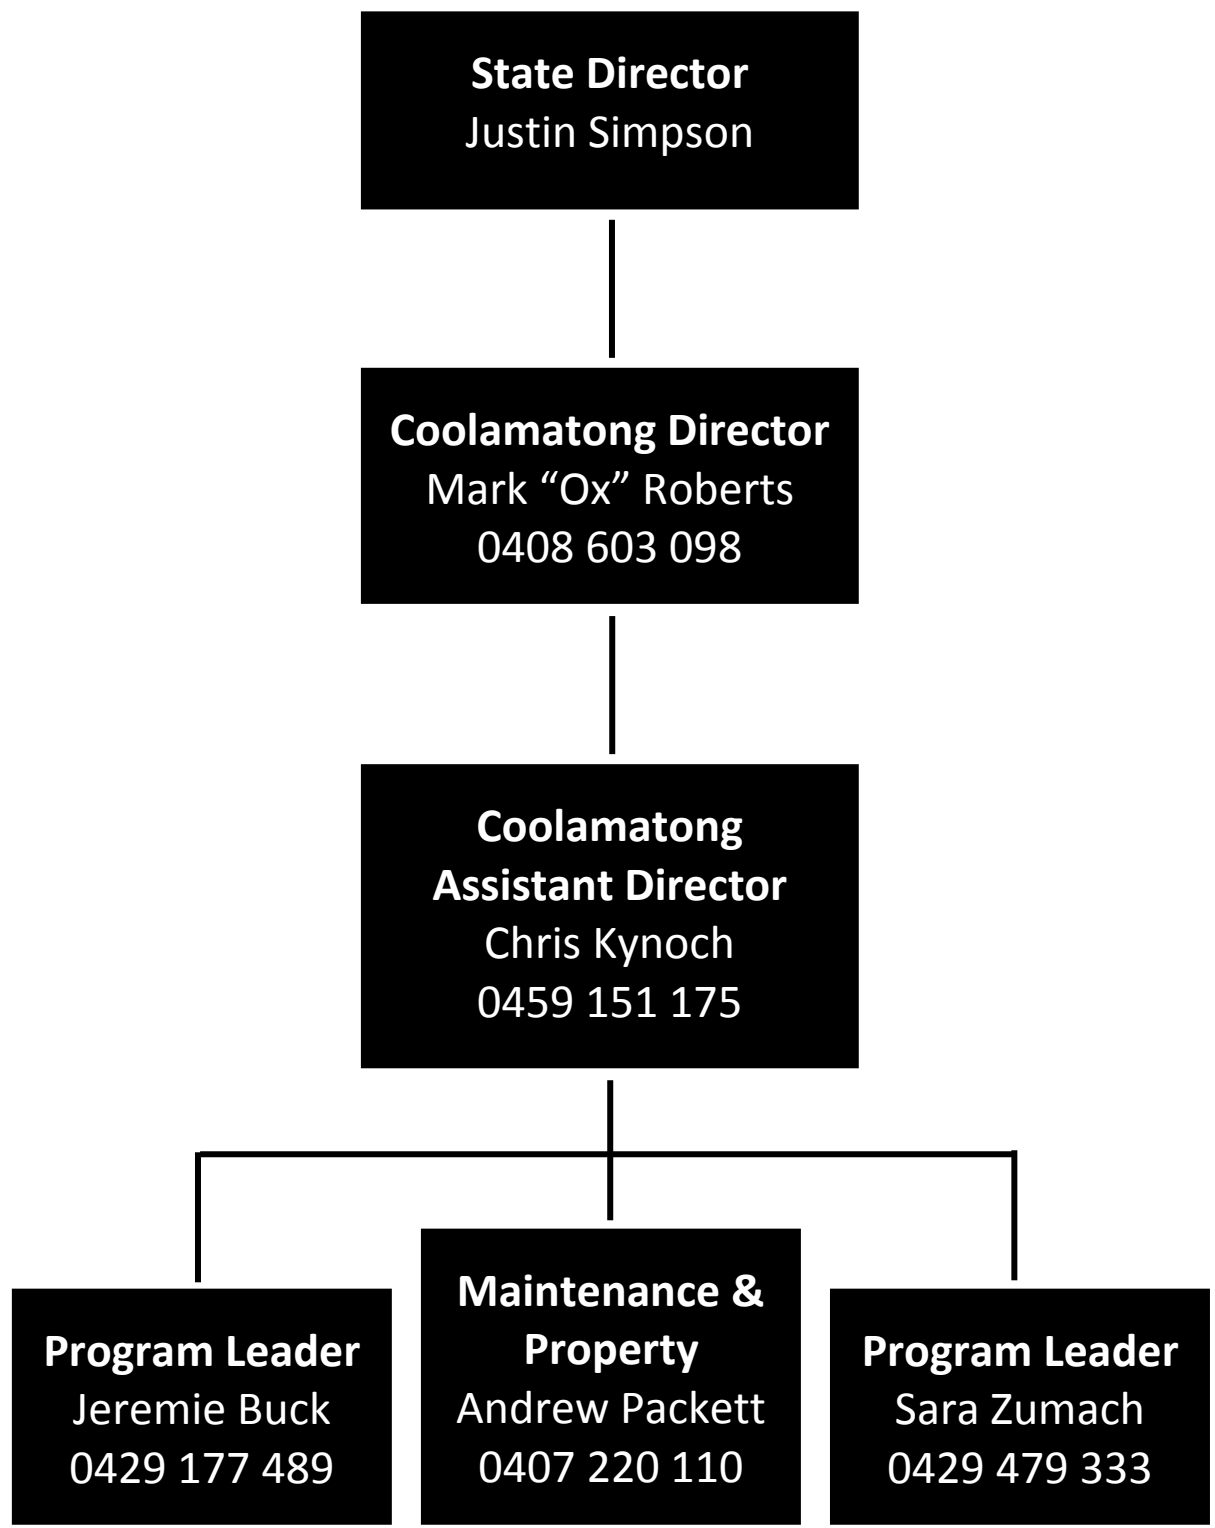 State Director
Justin Simpson
Coolamatong Director
Mark “Ox” Roberts
0408 603 098
Coolamatong
Assistant Director
Chris Kynoch
0459 151 175
Program Leader
Jeremie Buck
0429 177 489
Maintenance &
Property
Andrew Packett
0407 220 110
Program Leader
Sara Zumach
0429 479 333